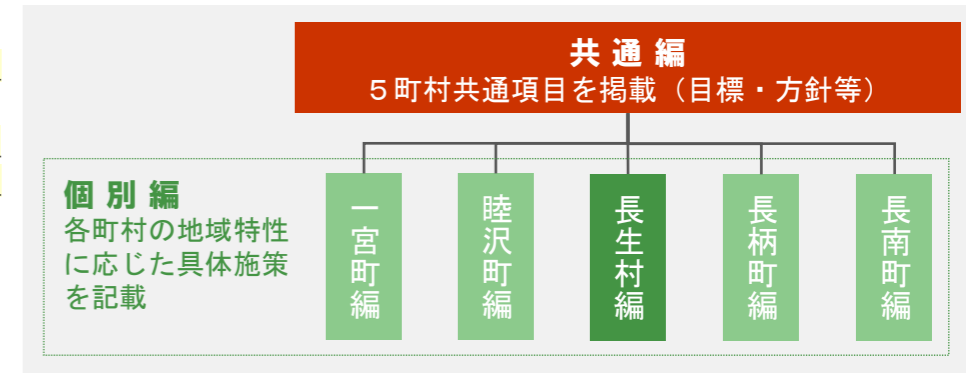 共通編
5町村共通項目を掲載（目標・方針等）
個別編
各町村の地域特性
に応じた具体施策
を記載
一宮町編
睦沢町編
長生村編
長柄町編
長南町編